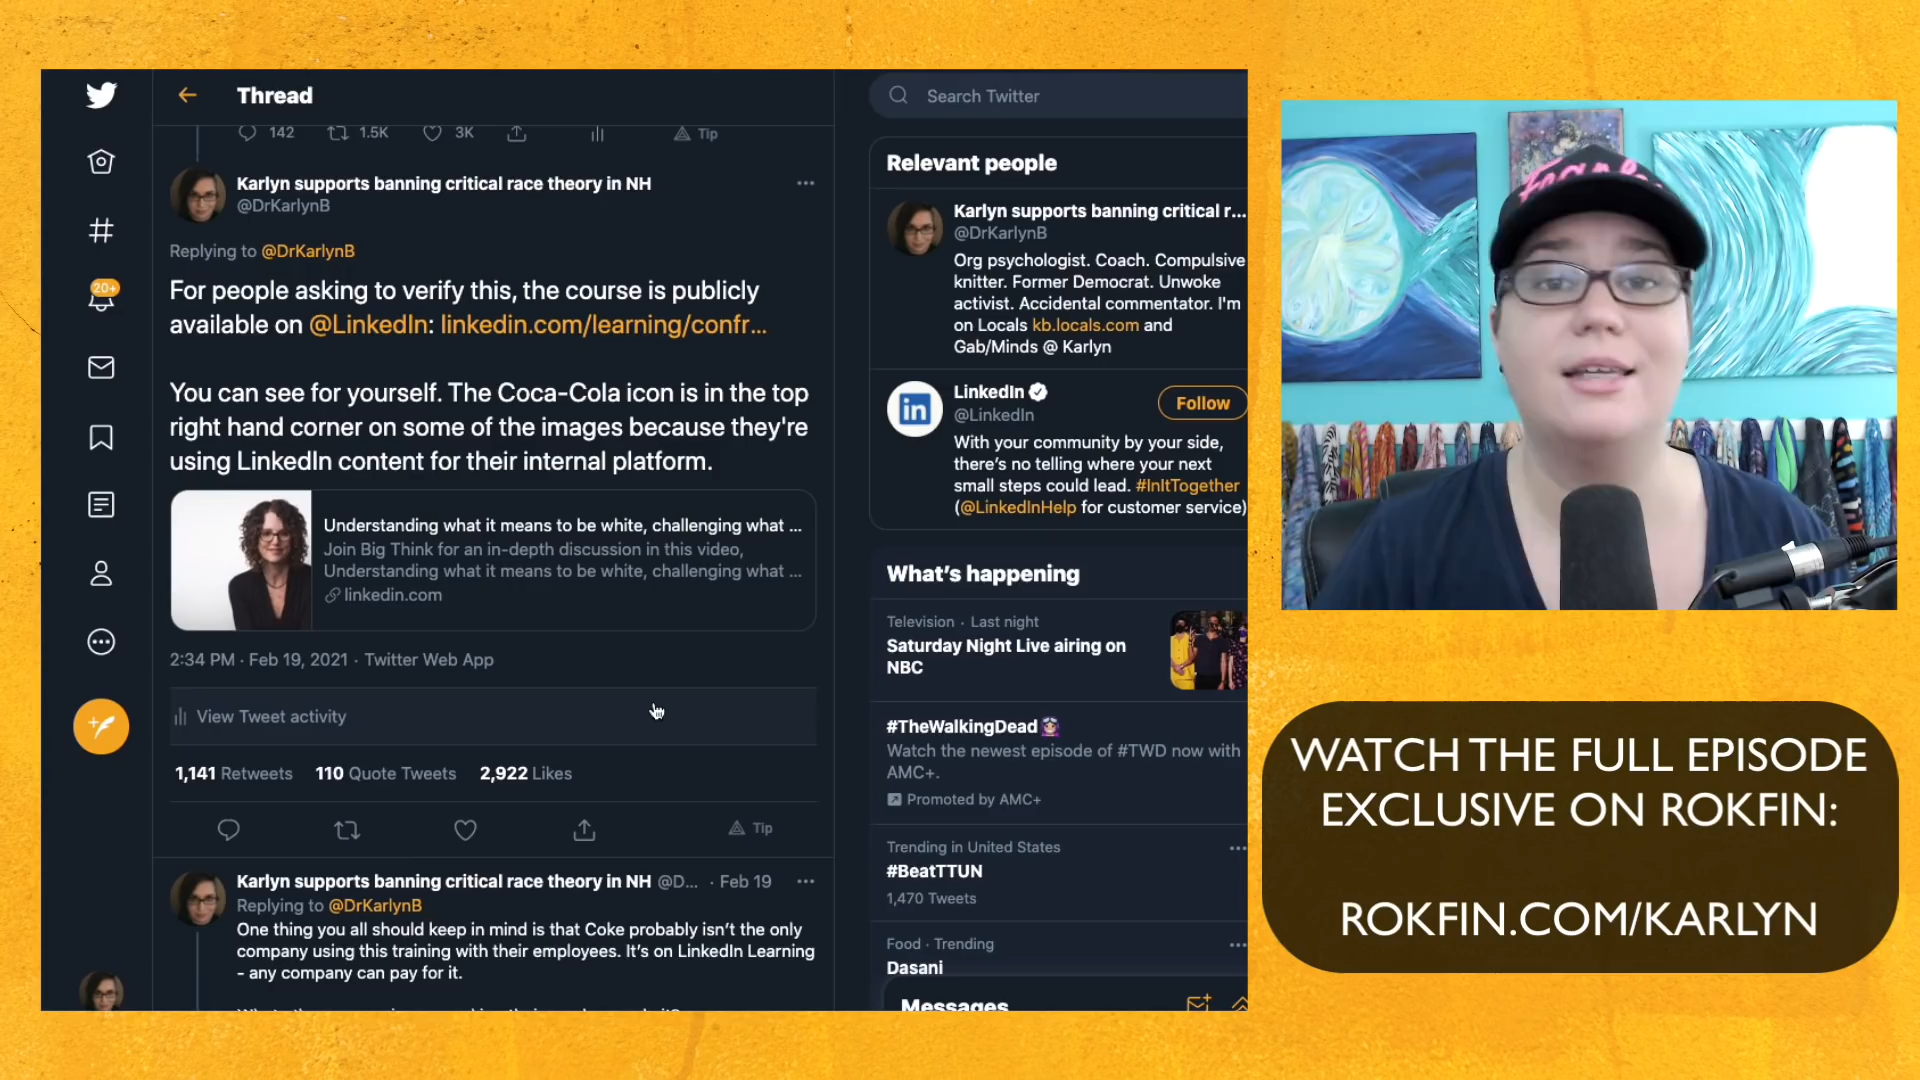 Thread
142 1.5K 3K Tip
Karlyn supports banning critical race theory in NH
@DrKarlynB
Replying to @DrKarlynB
For people asking to verify this, the course is publicly
available on @LinkedIn: linkedin.com/learning/confr...
You can see for yourself. The Coca-Cola icon is in the top
right hand corner on some of the images because they're
using LinkedIn content for their internal platform.
Understanding what it means to be white, challenging what ...
Join Big Think for an in-depth discussion in this video,
Understanding what it means to be white, challenging what ...
linkedin.com
2:34 PM · Feb 19, 2021 · Twitter Web App
View Tweet activity
1,141 Retweets 110 Quote Tweets 2,922 Likes
Tip
Karlyn supports banning critical race theory in NH @D... · Feb 19
Replying to @DrKarlynB
One thing you all should keep in mind is that Coke probably isn't the only
company using this training with their employees. It's on LinkedIn Learning
- any company can pay for it.
20+
Search Twitter
Relevant people
Karlyn supports banning critical r...
@DrKarlynB
Org psychologist. Coach. Compulsive
knitter. Former Democrat. Unwoke
activist. Accidental commentator. I'm
on Locals kb.locals.com and
Gab/Minds @ Karlyn
LinkedIn
@LinkedIn
Follow
in
With your community by your side,
there's no telling where your next
small steps could lead. #InItTogether
(@LinkedInHelp for customer service)
What's happening
Television · Last night
Saturday Night Live airing on
NBC
#TheWalkingDead
Watch the newest episode of #TWD now with
AMC+.
Promoted by AMC+
Trending in United States
#BeatTTUN
1,470 Tweets
Food · Trending
Dasani
Messages
WATCH THE FULL EPISODE
EXCLUSIVE ON ROKFIN:
ROKFIN.COM/KARLYN